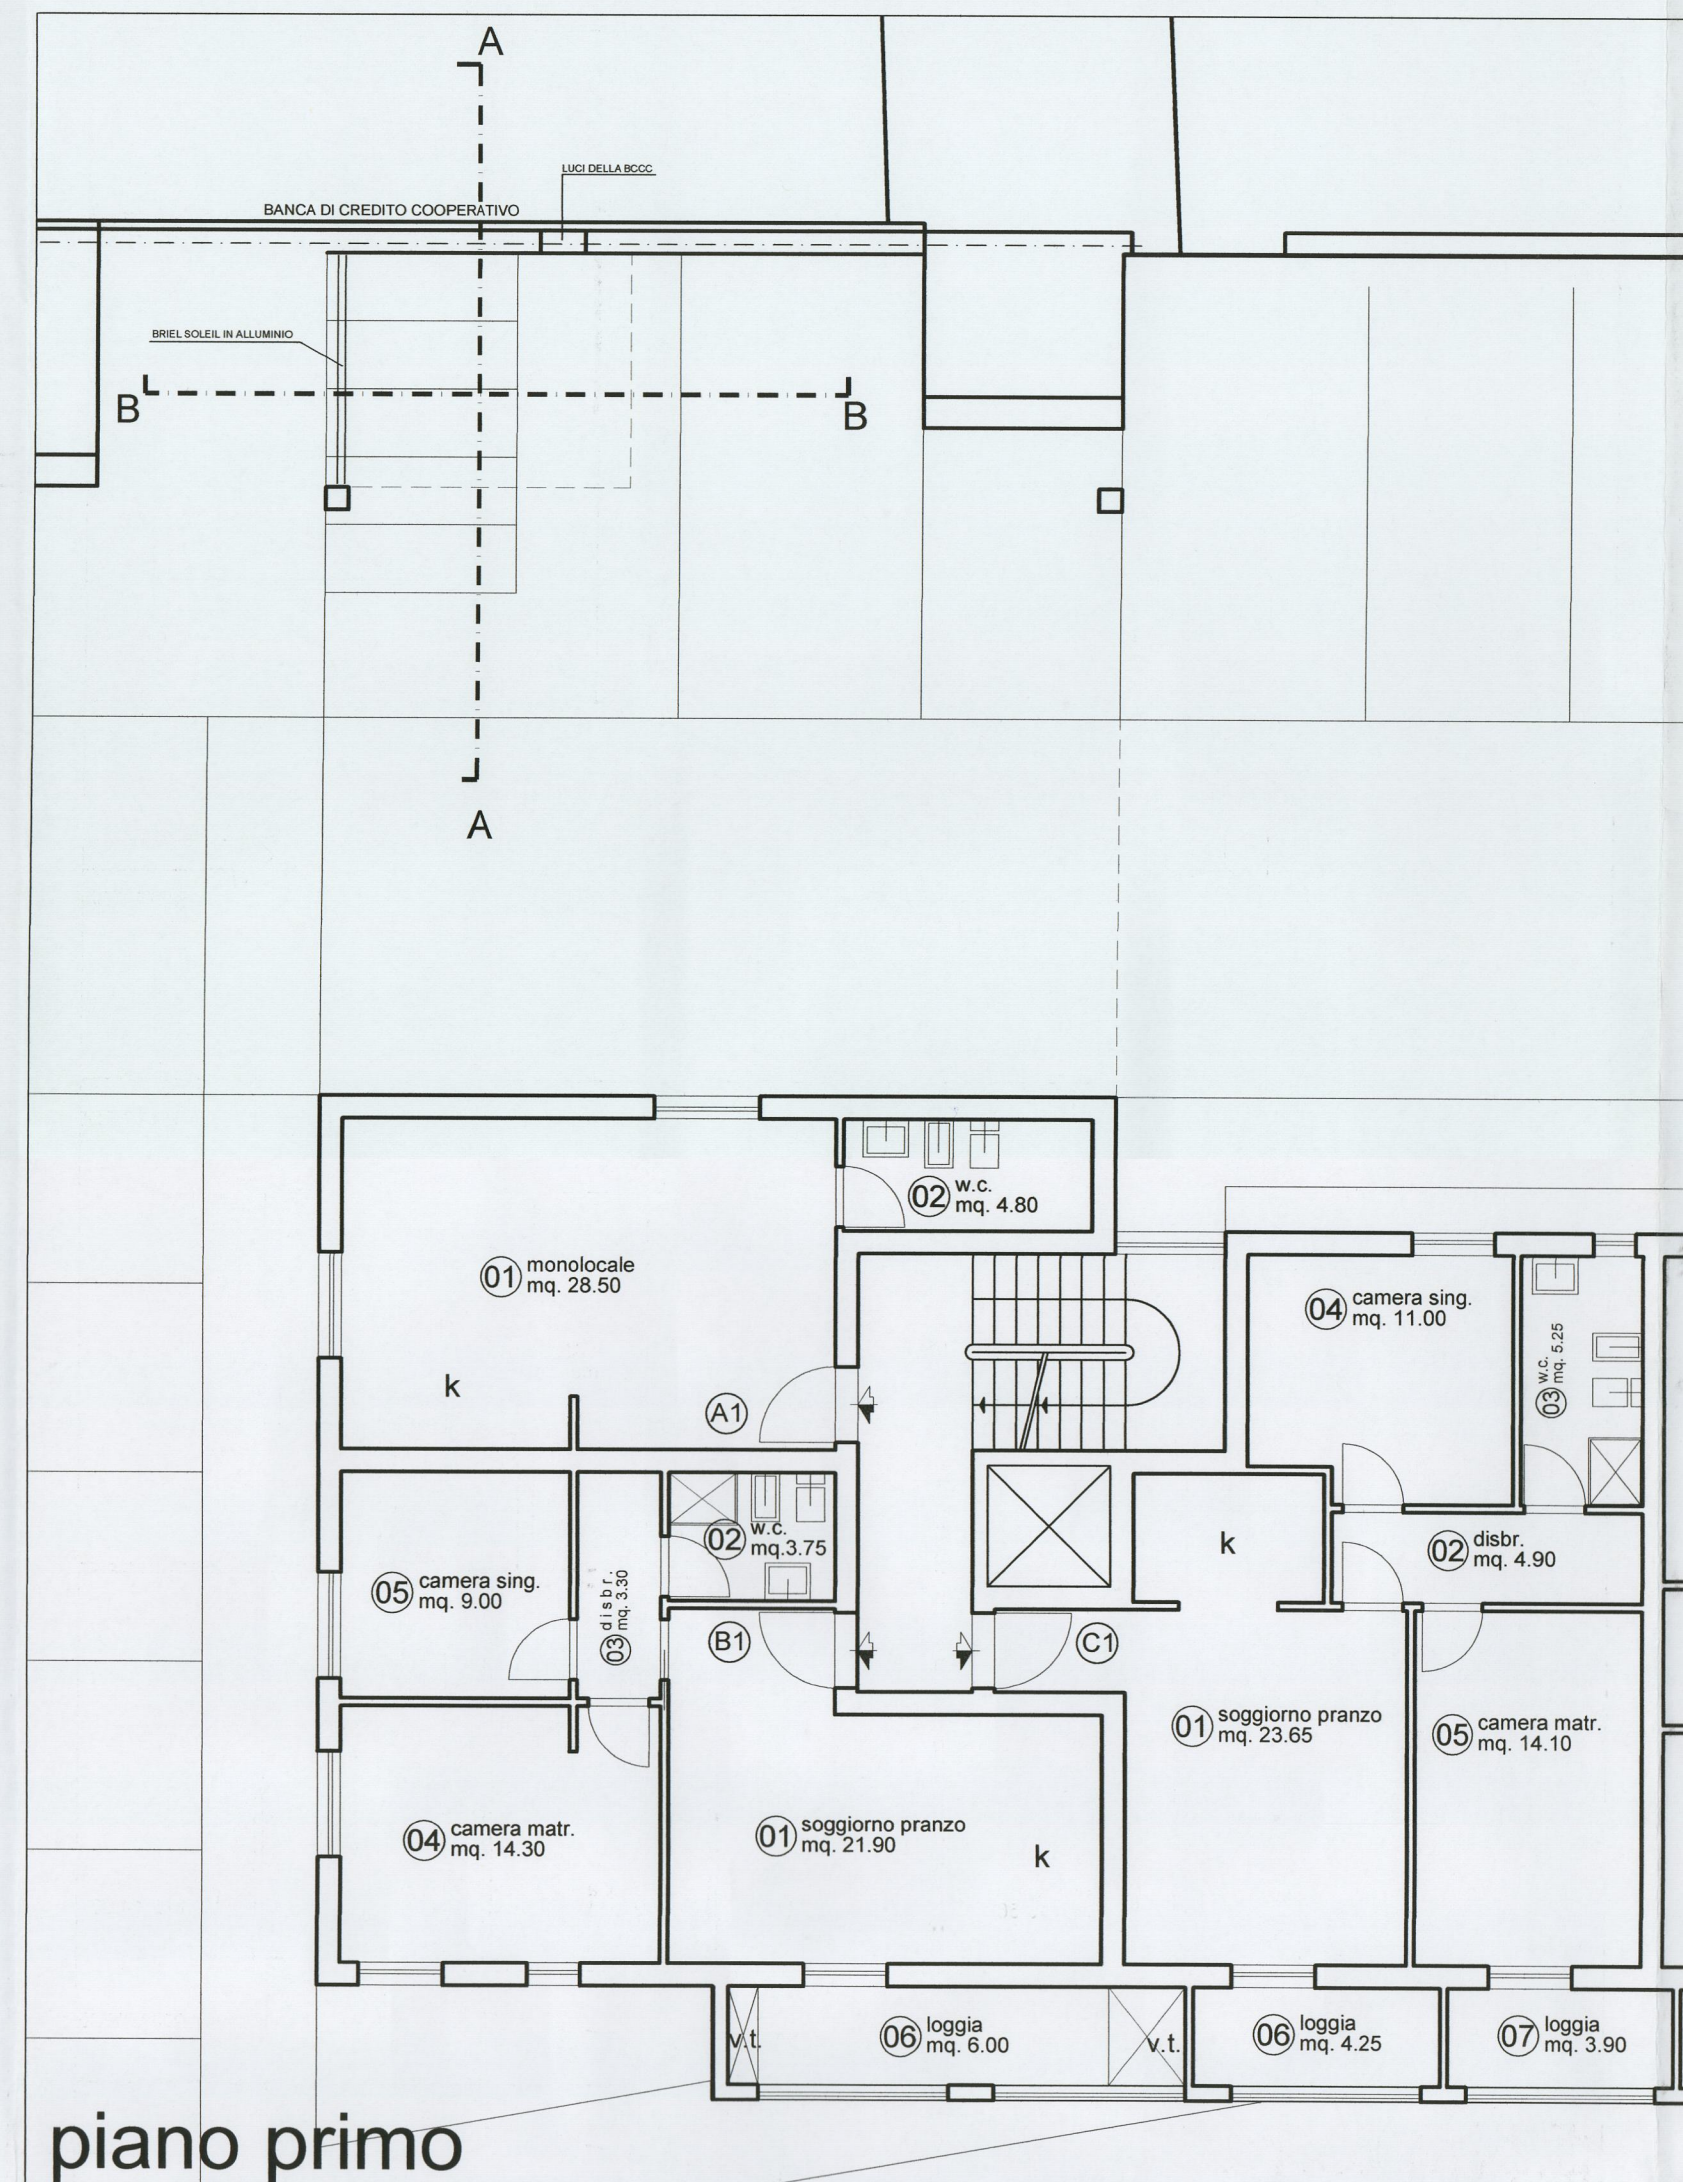 A
LUCI DELLA BCCC
BANCA DI CREDITO COOPERATIVO
BRIEL SOLEIL IN ALLUMINIO
B
B
A
02 w.c.
mq. 4.80
01 monolocale
mq. 28.50
04 camera sing.
mq. 11.00
03 w.c.
mq. 5.25
k
A1
02 w.c.
mq.3.75
k
02 disbr.
mq. 4.90
05 camera sing.
mq. 9.00
03 disbr.
mq. 3.30
B1
C1
01 soggiorno pranzo
mq. 23.65
05 camera matr.
mq. 14.10
04 camera matr.
mq. 14.30
01 soggiorno pranzo
mq. 21.90
k
v.t.
06 loggia
mq. 6.00
v.t.
06 loggia
mq. 4.25
07 loggia
mq. 3.90
piano primo